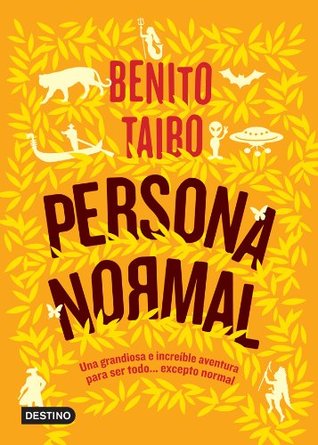 BENITO
TAIBO
PERSONA
NORMAL
Una grandiosa e increíble aventura
para ser todo... excepto normal
DESTINO